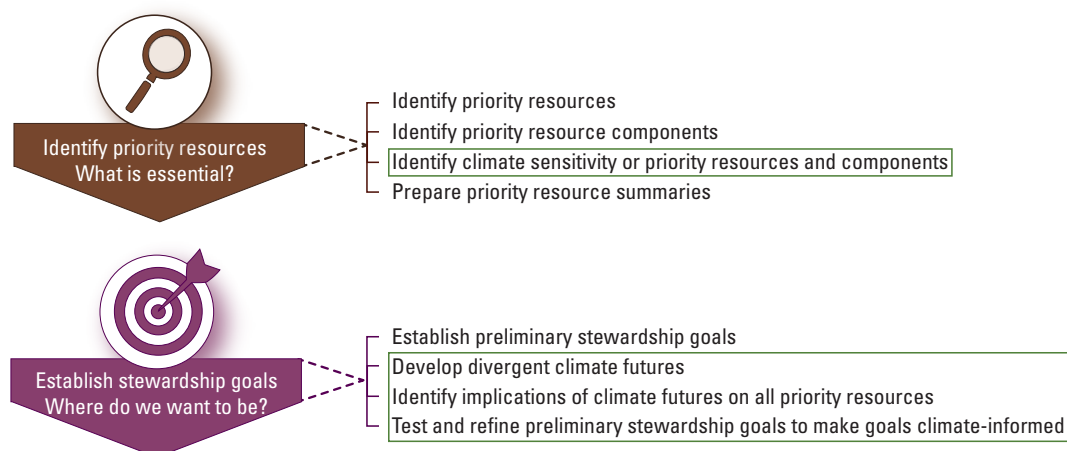 Identify priority resources
What is essential?
Identify priority resources
Identify priority resource components
Identify climate sensitivity or priority resources and components
Prepare priority resource summaries
Establish stewardship goals
Where do we want to be?
Establish preliminary stewardship goals
Develop divergent climate futures
Identify implications of climate futures on all priority resources
Test and refine preliminary stewardship goals to make goals climate-informed